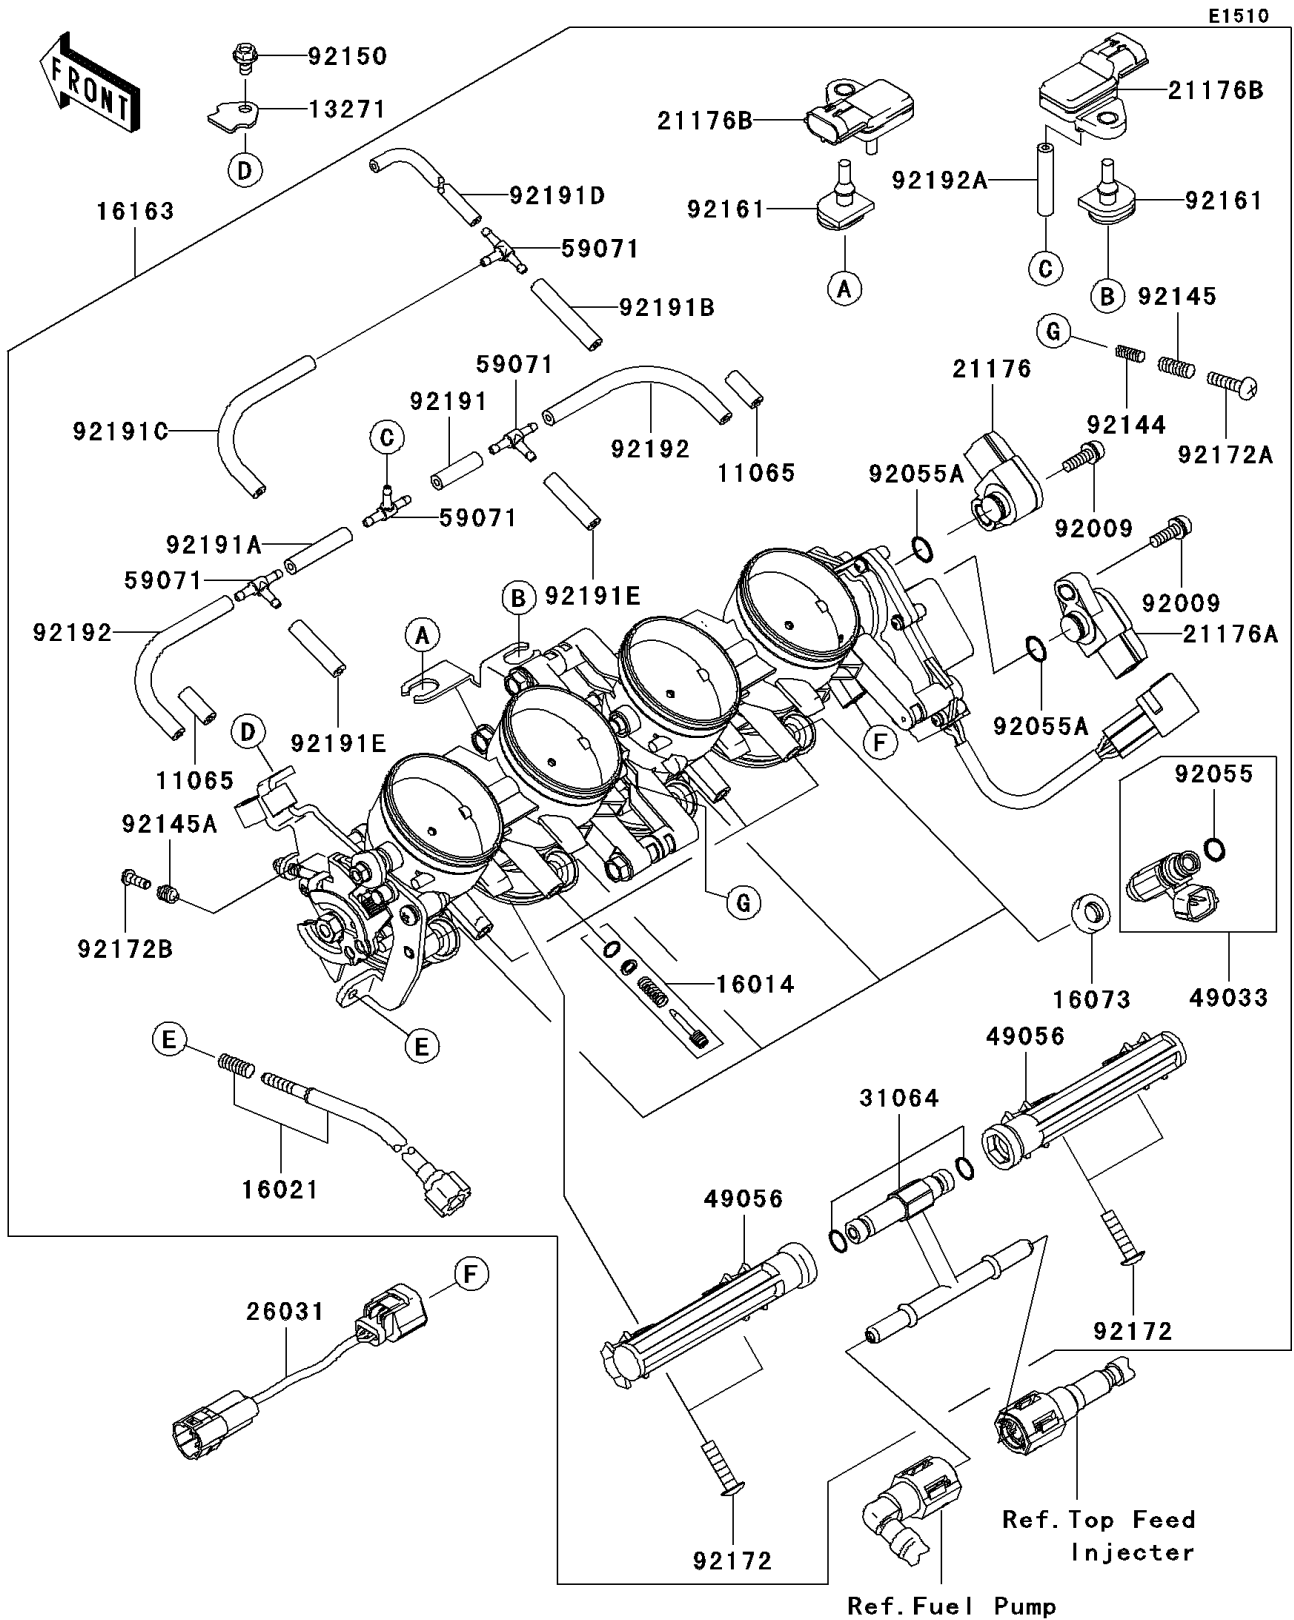 E1510
FRONT
92150
13271
D
21176B
21176B
92191D
92192A
92161
92161
16163
59071
C
A
B
92145
92191B
G
59071
21176
92191
92144
92191C
C
92192
92172A
11065
92055A
59071
92009
92191A
59071
92191E
B
92009
92192
A
21176A
92055A
D
92191E
F
11065
92055
92145A
G
92172B
16014
16073
49033
E
E
49056
31064
16021
49056
F
26031
92172
Ref.Top Feed
Injecter
92172
Ref.Fuel Pump